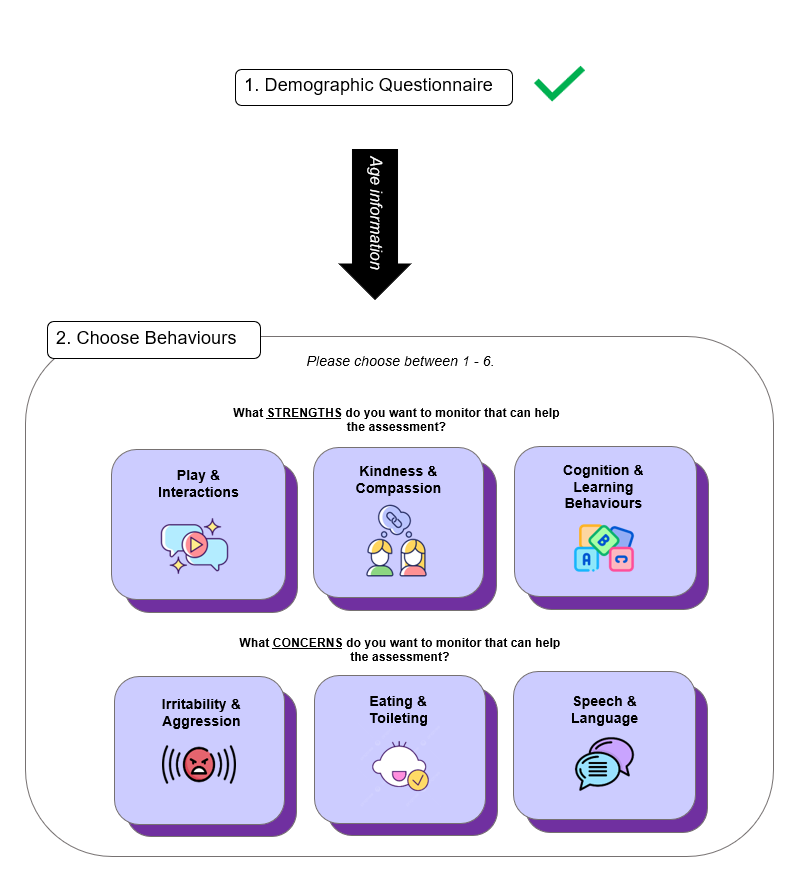 1. Demographic Questionnaire
Age information
2. Choose Behaviours
Please choose between 1 - 6.
What STRENGTHS do you want to monitor that can help
the assessment?
Play &
Interactions
Kindness &
Compassion
Cognition &
Learning
Behaviours
B
A
C
What CONCERNS do you want to monitor that can help
the assessment?
Irritability &
Aggression
Eating &
Toileting
Speech &
Language